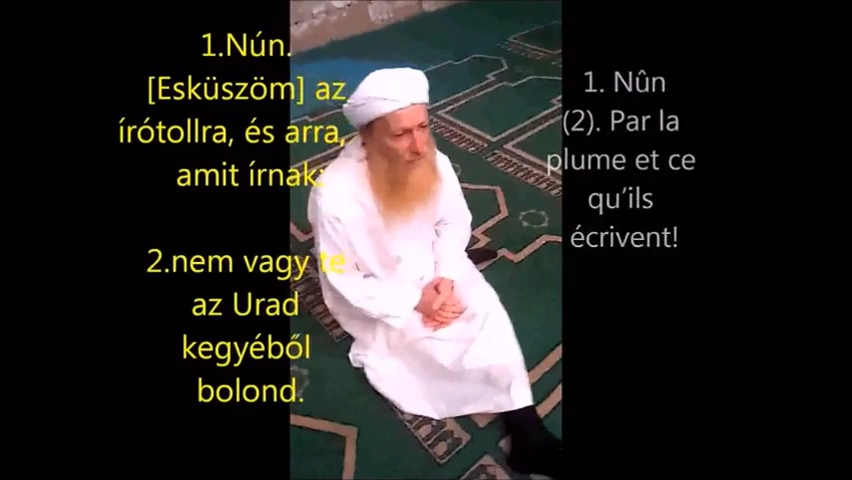 1.Nún.
[Esküszöm] az
írótollra, és arra,
amit írnak:
2.nem vagy te
az Urad
kegyéből
bolond.
1. Nûn
(2). Par la
plume et ce
qu’ils
écrivent!